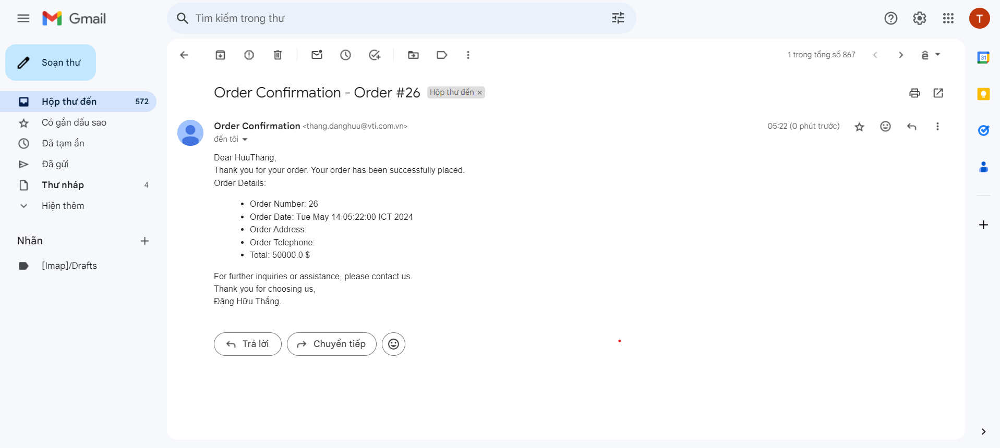 Gmail
Tìm kiếm trong thư
T
Soạn thư
1 trong tổng số 867
31
Hộp thư đến 572
Có gắn dấu sao
Đã tạm ẩn
Đã gửi
Thư nháp 4
Hiện thêm
Nhãn
[Imap]/Drafts
Order Confirmation - Order #26 Hộp thư đến ×
Order Confirmation <thang.danghuu@vti.com.vn> 05:22 (0 phút trước)
đến tôi
Dear HuuThang,
Thank you for your order. Your order has been successfully placed.
Order Details:
• Order Number: 26
• Order Date: Tue May 14 05:22:00 ICT 2024
• Order Address:
• Order Telephone:
• Total: 50000.0 $
For further inquiries or assistance, please contact us.
Thank you for choosing us,
Đặng Hữu Thắng.
Trả lời Chuyển tiếp